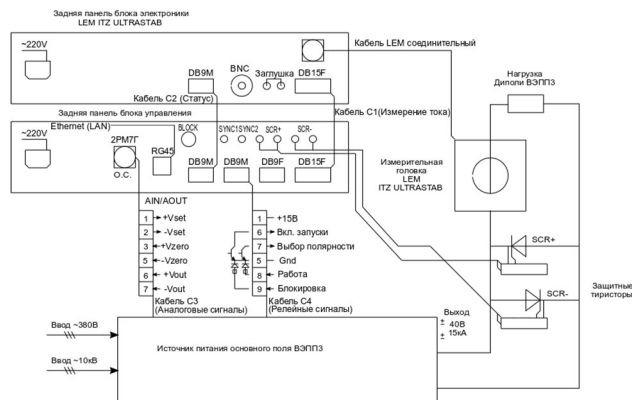 Задняя панель блока электроники
LEM ITZ ULTRASTAB
~220V
DB9M
BNC
Заглушка
DB15F
Кабель LEM соединительный
Кабель C2 (Статус)
Кабель C1(Измерение тока)
Нагрузка
Диполи ВЭПП3
Задняя панель блока управления
~220V
Ethernet (LAN)
2РМ7Г
О.С.
RG45
BLOCK
SYNC1
SYNC2
SCR+
SCR-
DB9M
DB9M
DB9F
DB15F
Измерительная
головка
LEM
ITZ ULTRASTAB
AIN/AOUT
1 +Vset
2 -Vset
3 +Vzero
5 -Vzero
6 +Vout
7 -Vout
1 +15В
6 Вкл. запуски
7 Выбор полярности
5 Gnd
8 Работа
9 Блокировка
SCR+
SCR-
Защитные
тиристоры
Кабель C3
(Аналоговые сигналы)
Кабель C4
(Релейные сигналы)
Ввод ~380В
Ввод ~10кВ
Источник питания основного поля ВЭПП3
Выход
± 40В
± 15кА